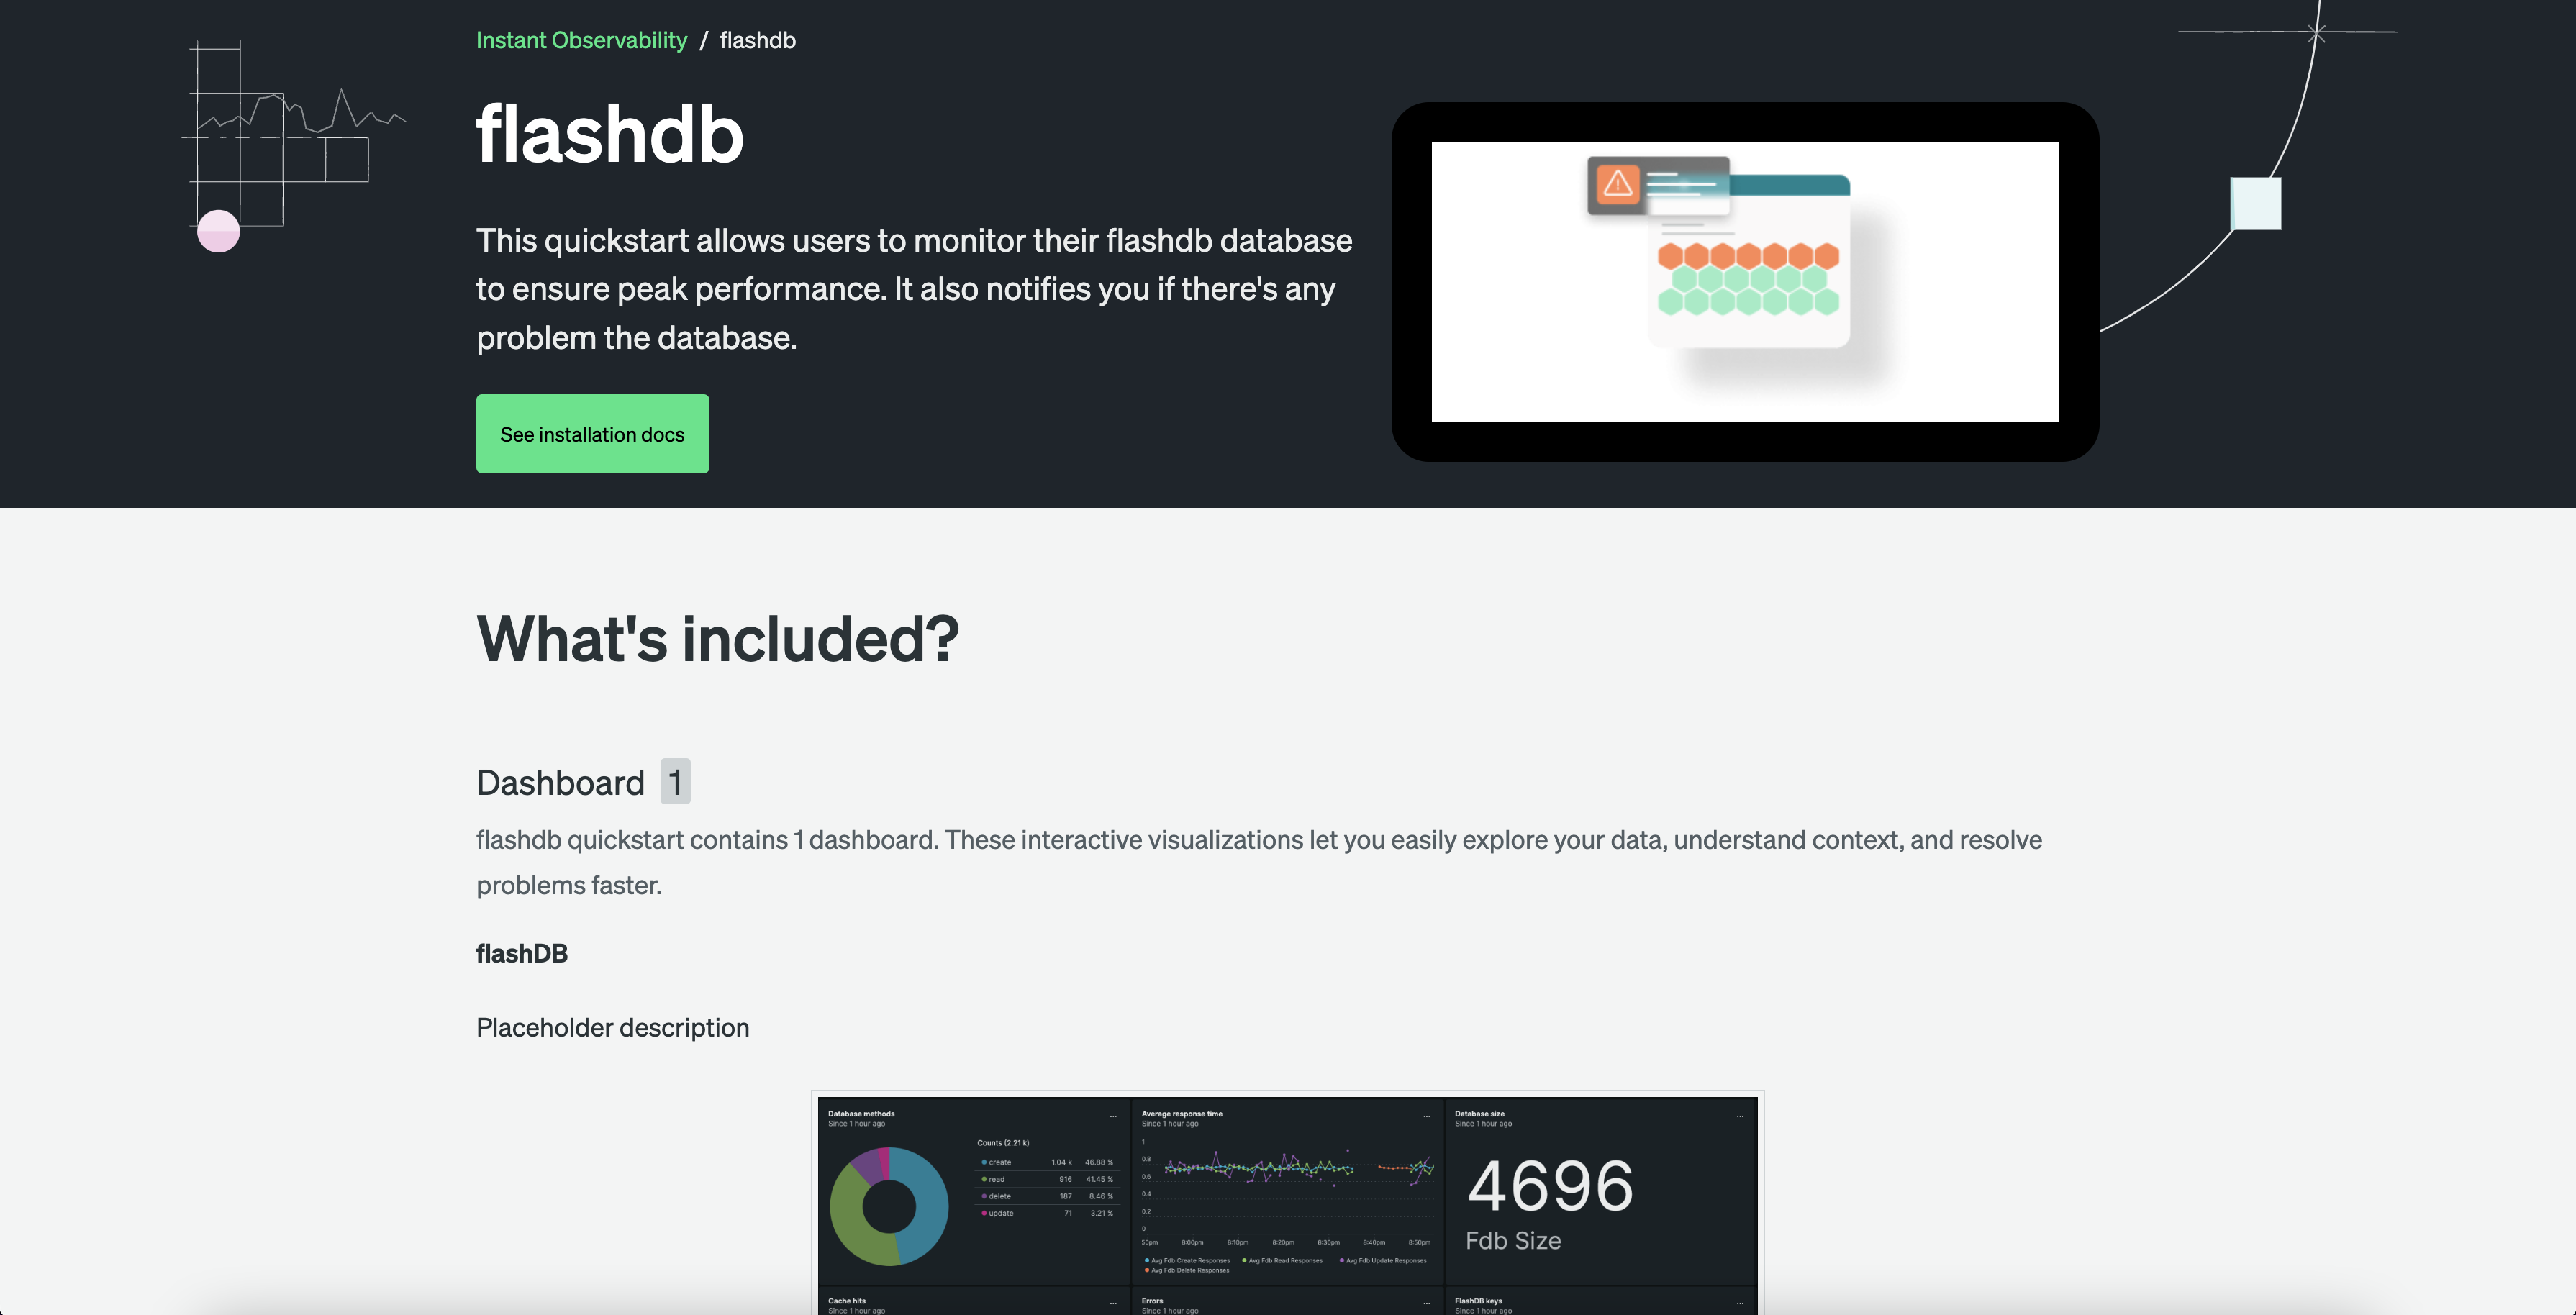 Instant Observability / flashdb
flashdb
This quickstart allows users to monitor their flashdb database
to ensure peak performance. It also notifies you if there's any
problem the database.
See installation docs
What's included?
Dashboard 1
flashdb quickstart contains 1 dashboard. These interactive visualizations let you easily explore your data, understand context, and resolve
problems faster.
flashDB
Placeholder description
Database methods
Since 1 hour ago
...
Counts (2.21 k)
create 1.04 k 46.88 %
read 916 41.45 %
delete 187 8.46 %
update 71 3.21 %
Average response time
Since 1 hour ago
...
1
0.8
0.6
0.4
0.2
0
50pm 8:00pm 8:10pm 8:20pm 8:30pm 8:40pm 8:50pm
Avg Fdb Create Responses Avg Fdb Read Responses Avg Fdb Update Responses
Avg Fdb Delete Responses
Database size
Since 1 hour ago
...
4696
Fdb Size
Cache hits
Since 1 hour ago
...
Errors
Since 1 hour ago
...
FlashDB keys
Since 1 hour ago
...